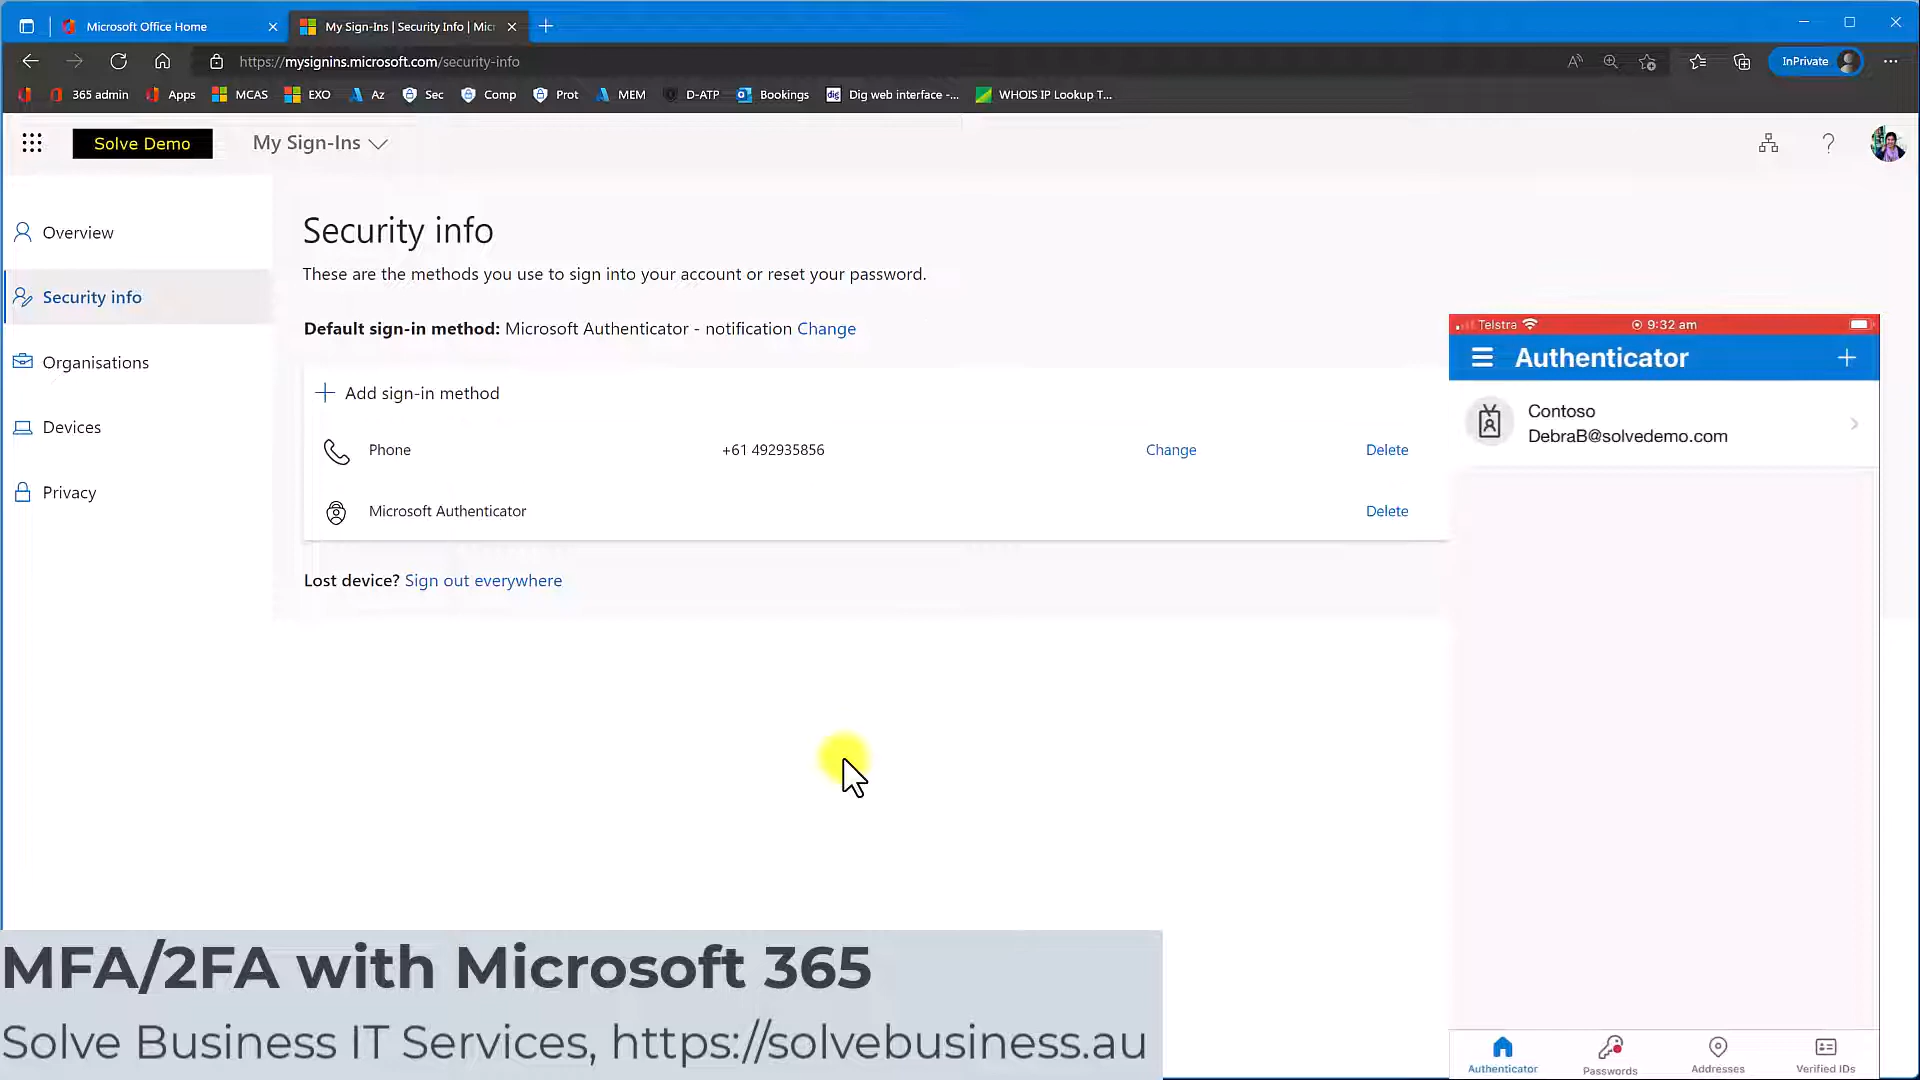 Microsoft Office Home
My Sign-Ins | Security Info | Mic
https://mysignins.microsoft.com/security-info
InPrivate
365 admin
Apps
MCAS
EXO
Az
Sec
Comp
Prot
MEM
D-ATP
Bookings
dig
Dig web interface -...
WHOIS IP Lookup T...
Solve Demo
My Sign-Ins
Overview
Security info
Organisations
Devices
Privacy
Security info
These are the methods you use to sign into your account or reset your password.
Default sign-in method: Microsoft Authenticator - notification Change
Add sign-in method
Phone +61 492935856 Change Delete
Microsoft Authenticator Delete
Lost device? Sign out everywhere
Telstra 9:32 am
Authenticator
Contoso
DebraB@solvedemo.com
Authenticator
Passwords
Addresses
Verified IDs
MFA/2FA with Microsoft 365
Solve Business IT Services, https://solvebusiness.au